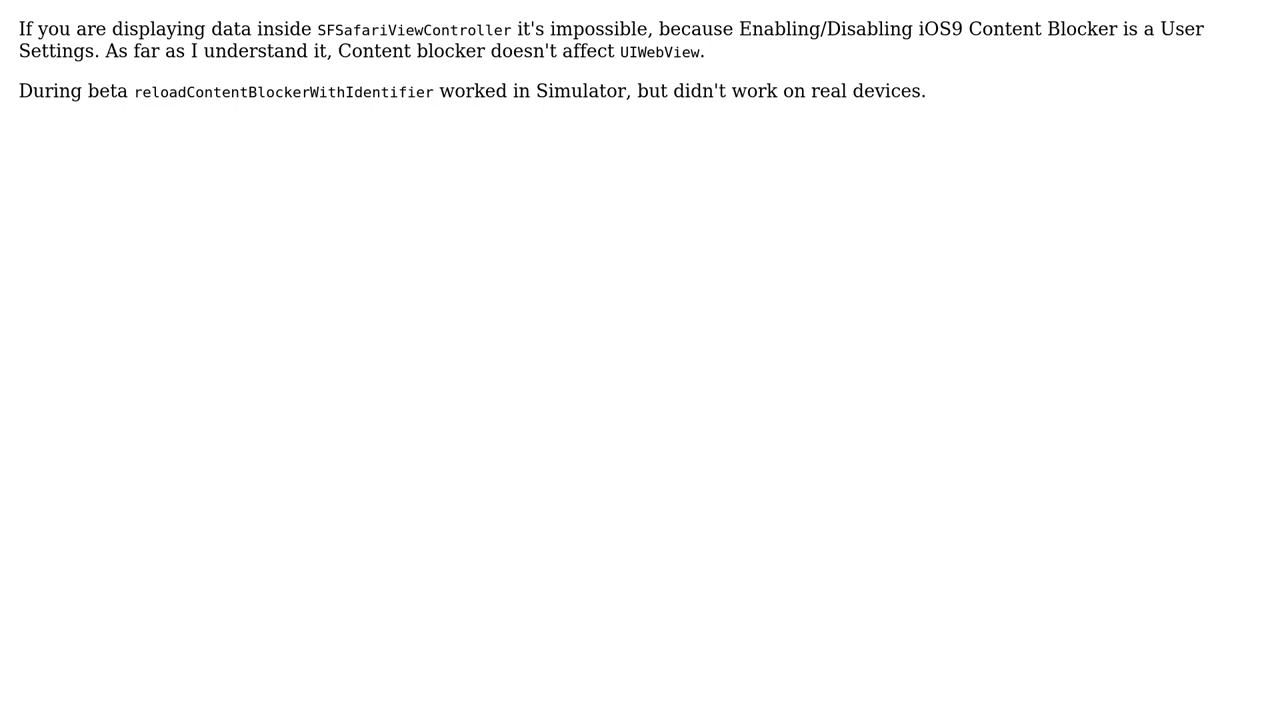 If you are displaying data inside SFSafariViewController it's impossible, because Enabling/Disabling iOS9 Content Blocker is a User
Settings. As far as I understand it, Content blocker doesn't affect UIWebView.
During beta reloadContentBlockerWithIdentifier worked in Simulator, but didn't work on real devices.